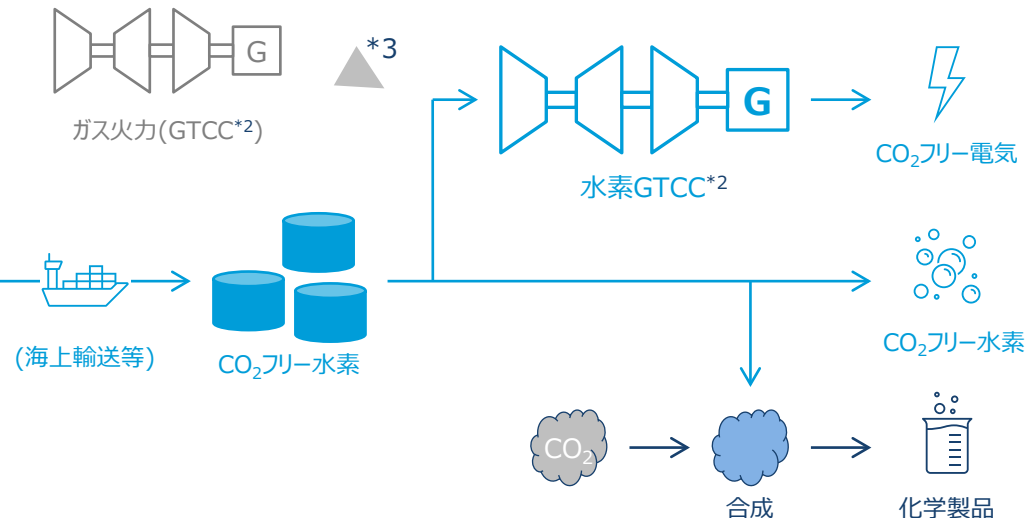 G
*3
ガス火力(GTCC*2)
G
水素GTCC*2
CO2フリー電気
(海上輸送等)
CO2フリー水素
CO2フリー水素
CO2
合成
化学製品